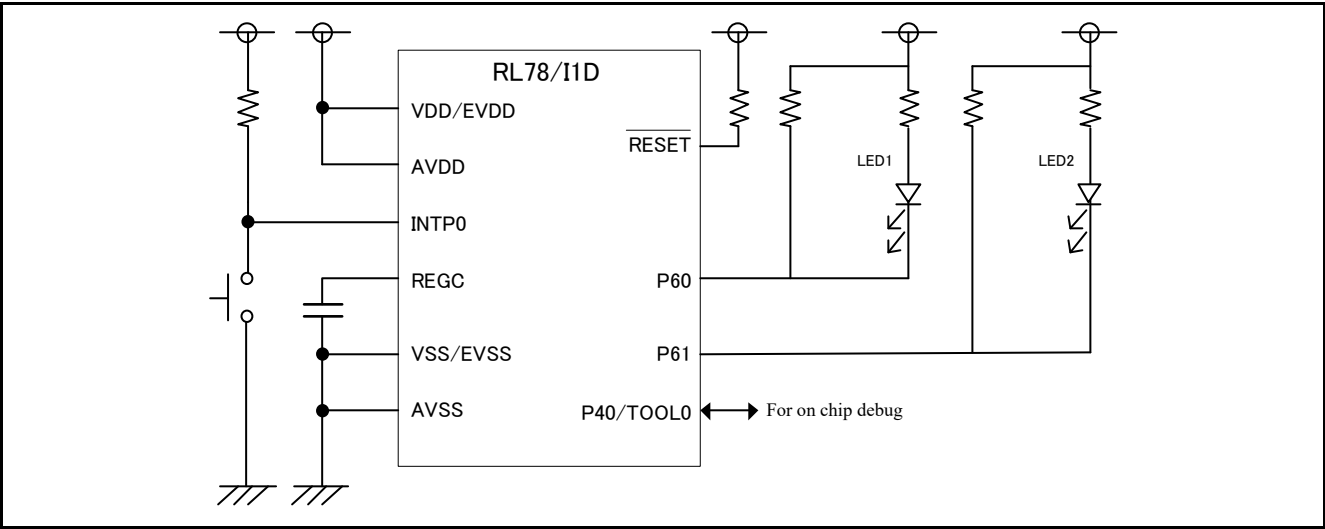 RL78/I1D
VDD/EVDD
AVDD
INTP0
REGC
VSS/EVSS
AVSS
RESET
P60
P61
P40/TOOL0
For on chip debug
LED1
LED2